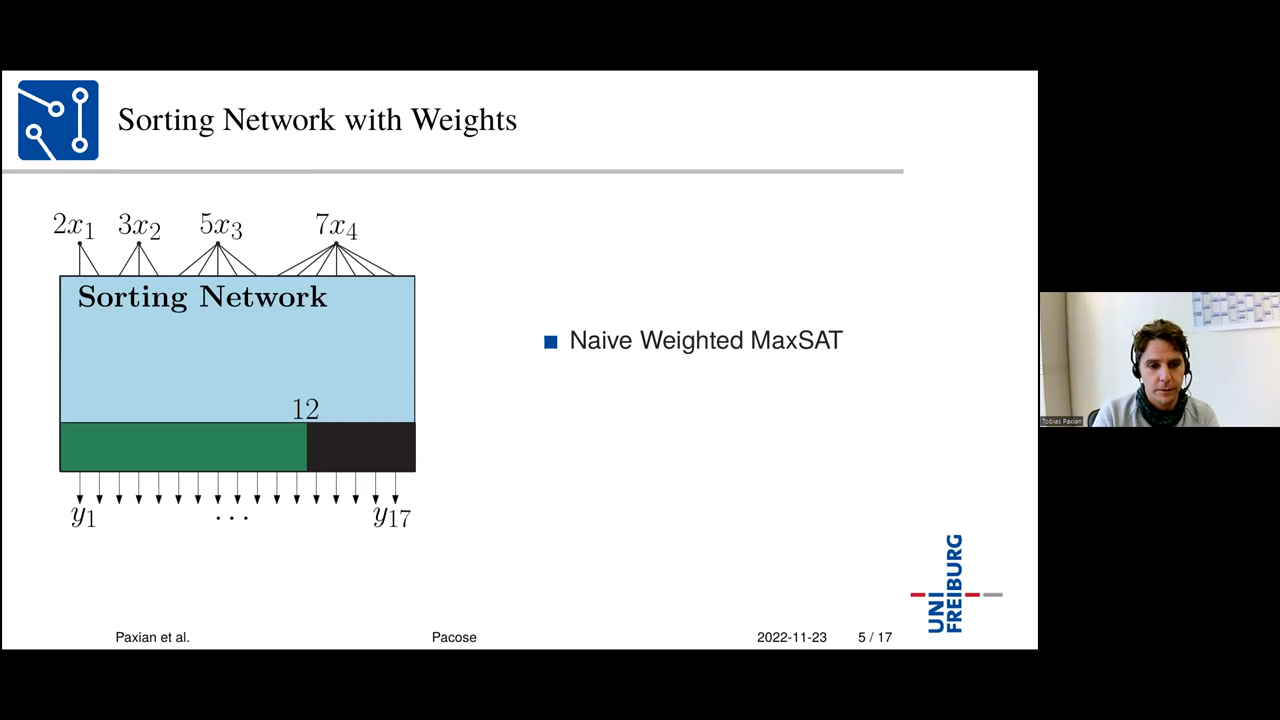 Sorting Network with Weights
2x₁ 3x₂ 5x₃ 7x₄
Sorting Network
12
y₁ ... y₁₇
Naive Weighted MaxSAT
Tobias Paxian
UNI
FREIBURG
Paxian et al. Pacose 2022-11-23 5 / 17